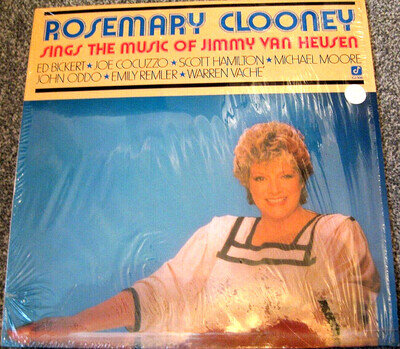 ROSEMARY CLOONEY
SINGS THE MUSIC OF JIMMY VAN HEUSEN
ED BICKERT ★ JOE COCUZZO ★ SCOTT HAMILTON ★ MICHAEL MOORE
JOHN ODDO ★ EMILY REMLER ★ WARREN VACHÉ